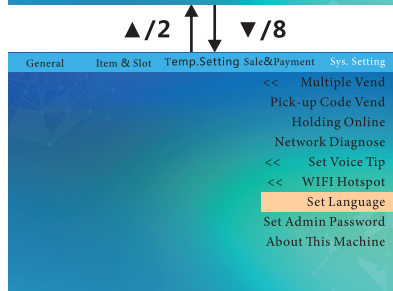 ▲/2 ▼/8
General Item & Slot Temp.Setting Sale&Payment Sys. Setting
<< Multiple Vend
Pick-up Code Vend
Holding Online
Network Diagnose
<< Set Voice Tip
<< WIFI Hotspot
Set Language
Set Admin Password
About This Machine